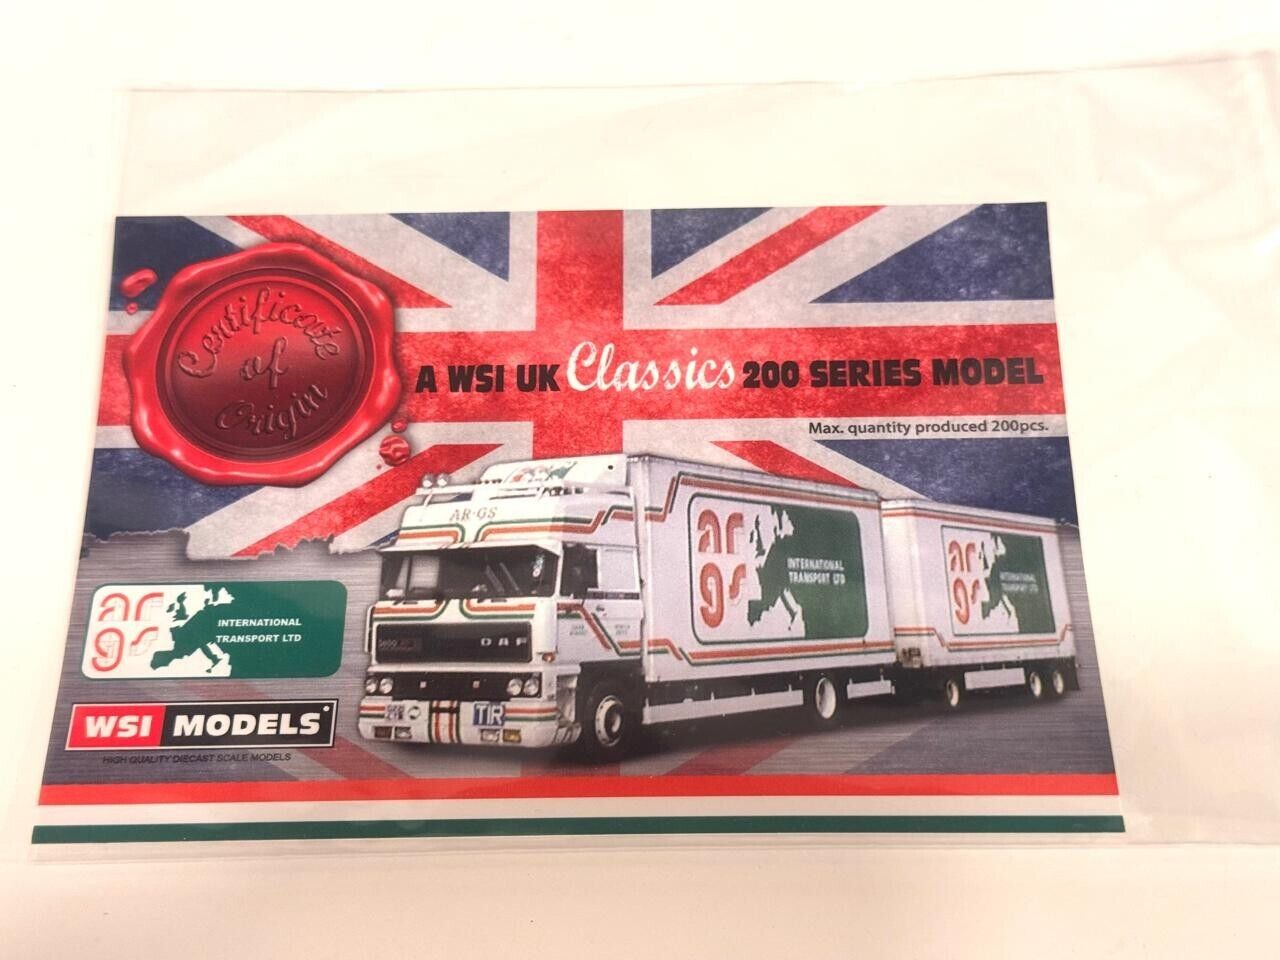 Certificate
of
Origin
A WSI UK Classics 200 SERIES MODEL
Max. quantity produced 200pcs.
AR-GS
DAF
TIR
ar
gs
INTERNATIONAL
TRANSPORT LTD
ar
gs
INTERNATIONAL
TRANSPORT LTD
ar
gs
INTERNATIONAL
TRANSPORT LTD
WSI MODELS
HIGH QUALITY DIECAST SCALE MODELS